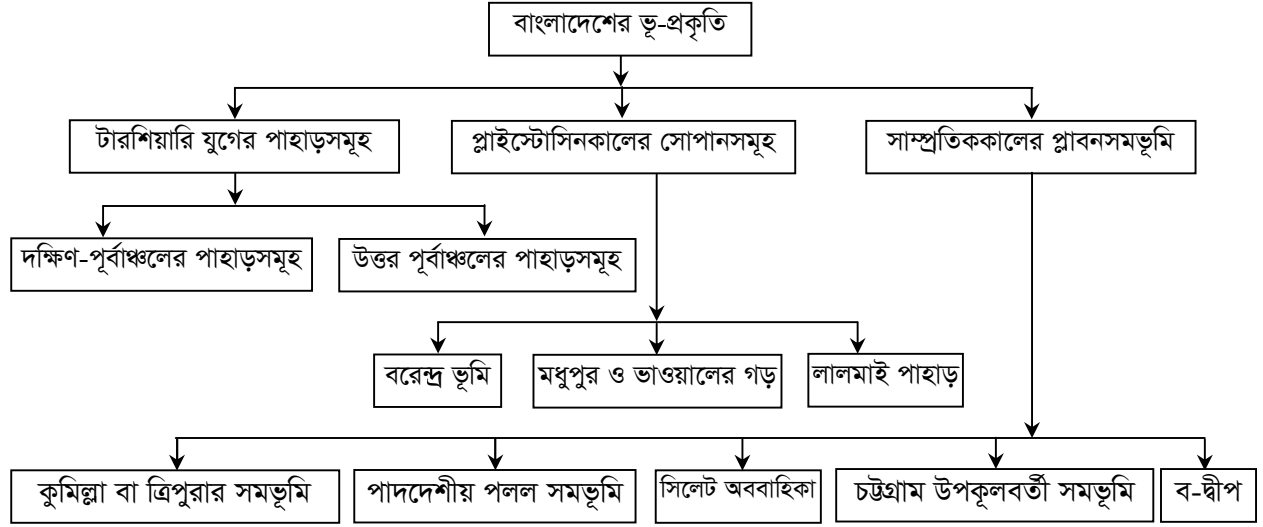 বাংলাদেশের ভূ-প্রকৃতি
টারশিয়ারি যুগের পাহাড়সমূহ
প্লাইস্টোসিনকালের সোপানসমূহ
সাম্প্রতিককালের প্লাবনসমভূমি
দক্ষিণ-পূর্বাঞ্চলের পাহাড়সমূহ
উত্তর পূর্বাঞ্চলের পাহাড়সমূহ
বরেন্দ্র ভূমি
মধুপুর ও ভাওয়ালের গড়
লালমাই পাহাড়
কুমিল্লা বা ত্রিপুরার সমভূমি
পাদদেশীয় পলল সমভূমি
সিলেট অববাহিকা
চট্টগ্রাম উপকূলবর্তী সমভূমি
ব-দ্বীপ